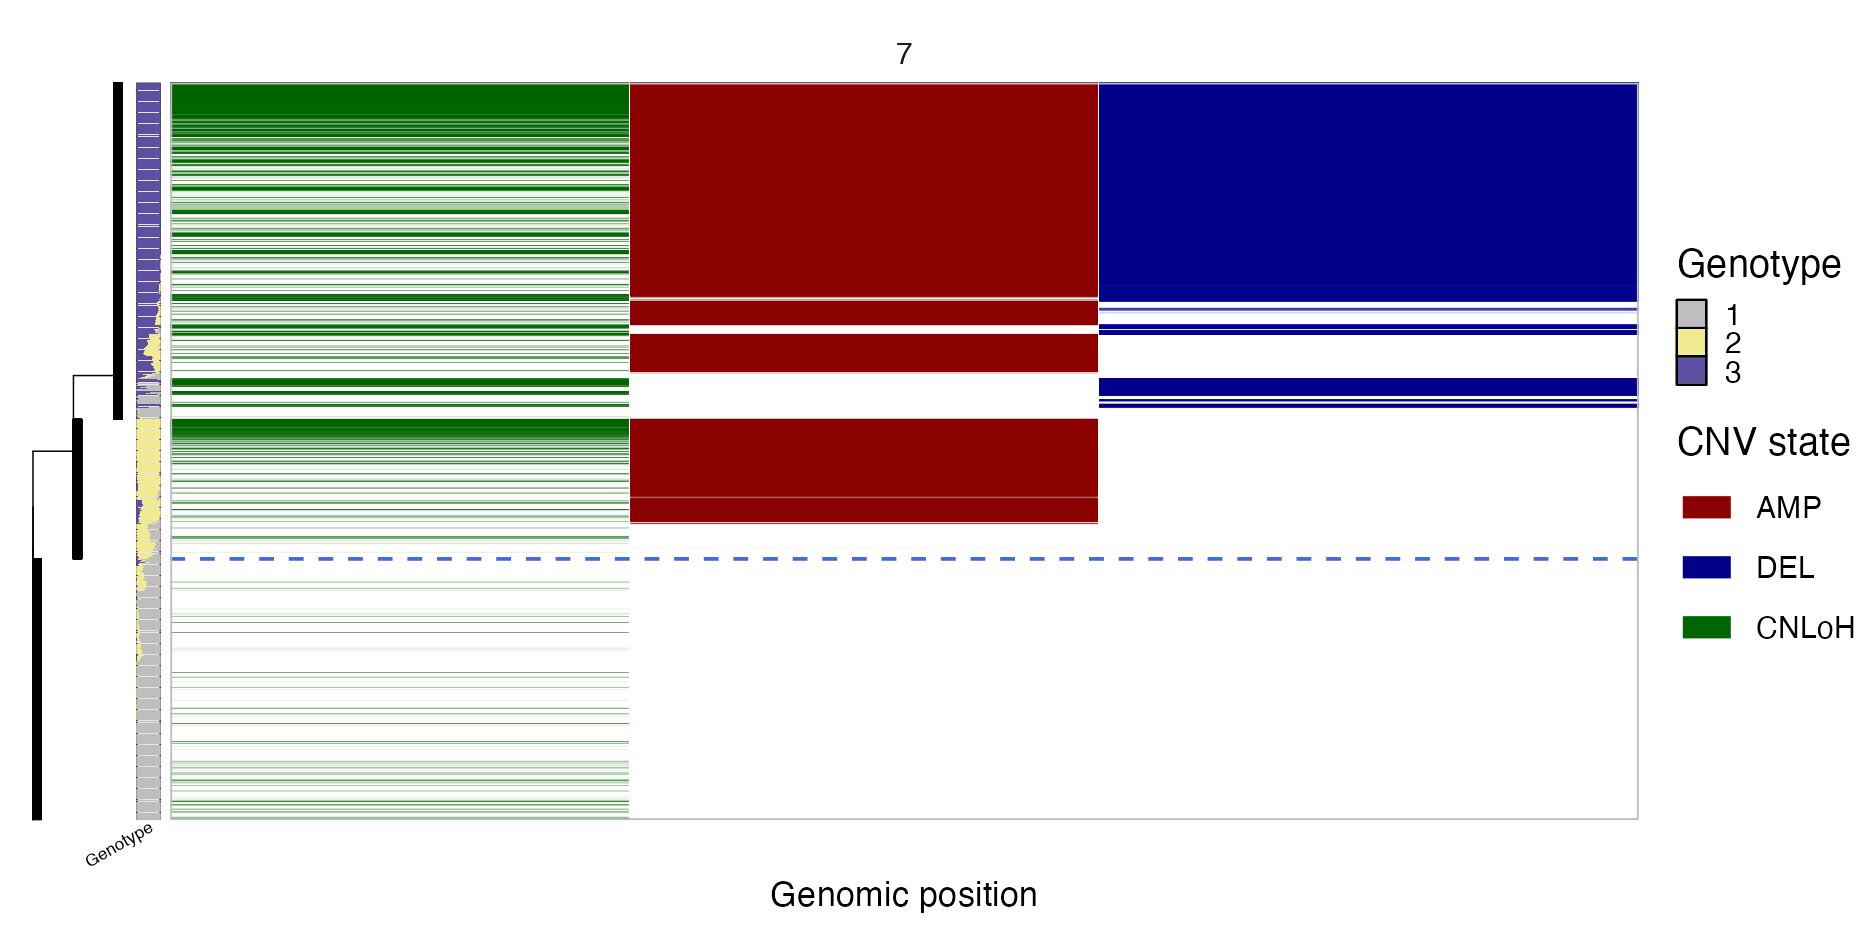 7
Genotype
1
2
3
CNV state
AMP
DEL
CNLoH
Genotype
Genomic position